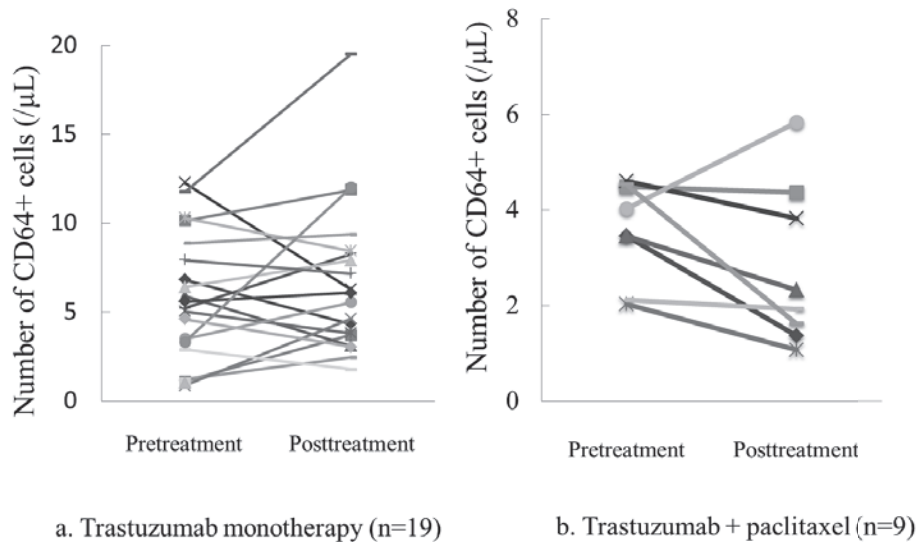 Number of CD64+ cells (/μL)
20
15
10
5
0
Pretreatment Posttreatment
a. Trastuzumab monotherapy (n=19)
Number of CD64+ cells (/μL)
8
6
4
2
0
Pretreatment Posttreatment
b. Trastuzumab + paclitaxel (n=9)